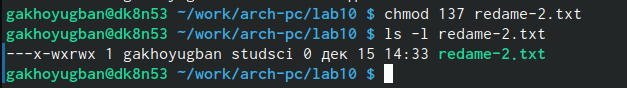 gakhoyugban@dk8n53 ~/work/arch-pc/lab10 $ chmod 137 redame-2.txt
gakhoyugban@dk8n53 ~/work/arch-pc/lab10 $ ls -l redame-2.txt
---x-wxrwx 1 gakhoyugban studsci 0 дек 15 14:33 redame-2.txt
gakhoyugban@dk8n53 ~/work/arch-pc/lab10 $